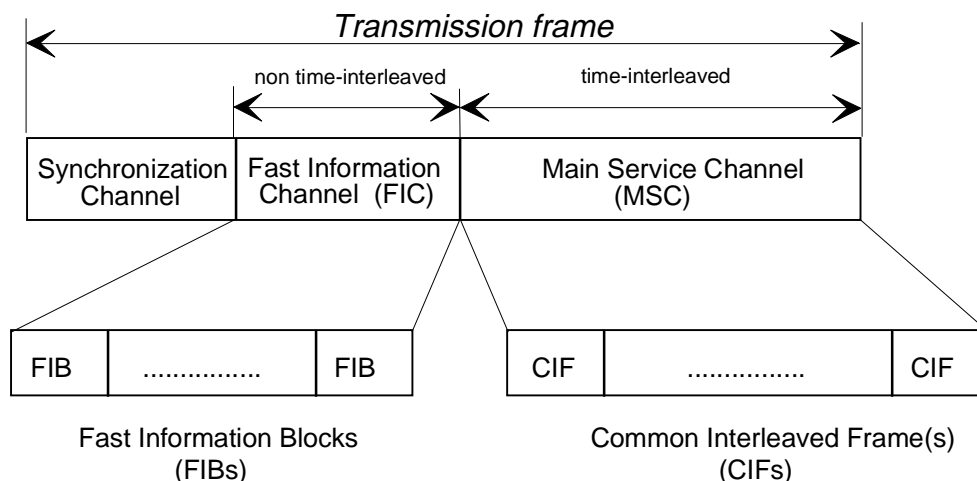 Transmission frame
non time-interleaved
time-interleaved
Synchronization
Channel
Fast Information
Channel (FIC)
Main Service Channel
(MSC)
FIB
...............
FIB
CIF
...............
CIF
Fast Information Blocks
(FIBs)
Common Interleaved Frame(s)
(CIFs)